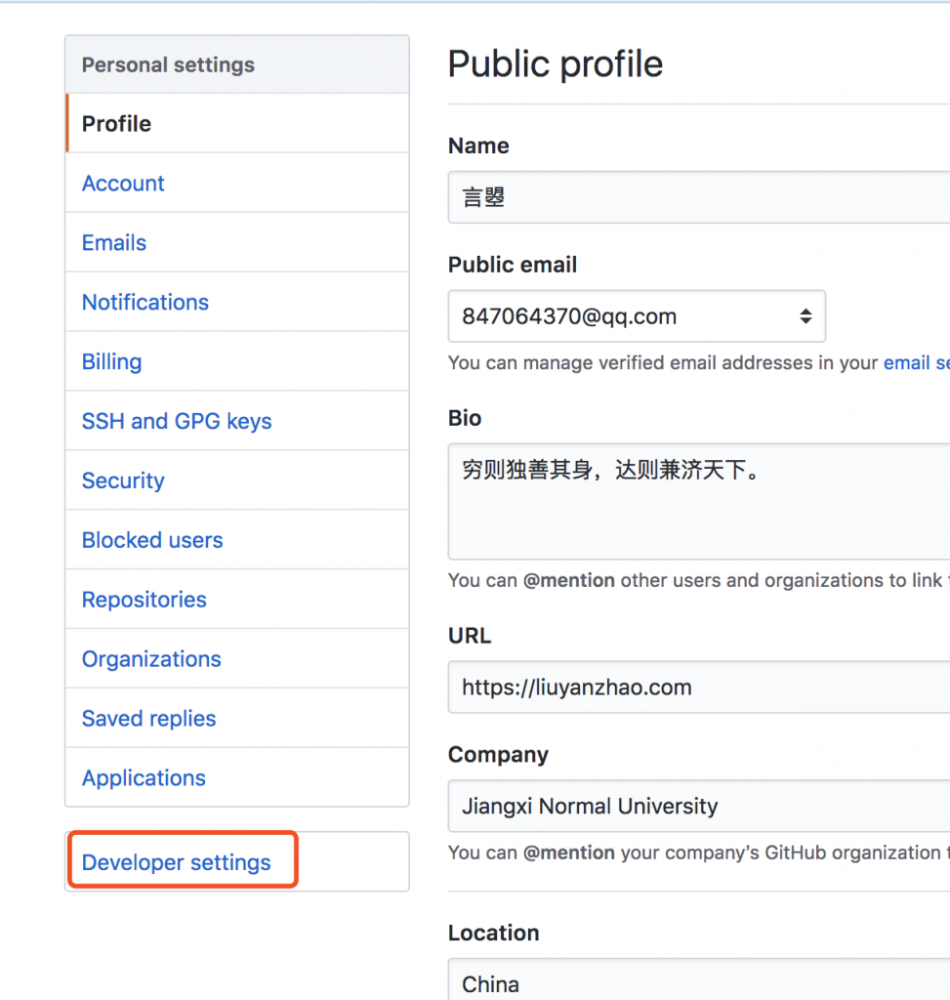 Personal settings
Profile
Account
Emails
Notifications
Billing
SSH and GPG keys
Security
Blocked users
Repositories
Organizations
Saved replies
Applications
Developer settings
Public profile
Name
言曌
Public email
847064370@qq.com
You can manage verified email addresses in your email se
Bio
穷则独善其身，达则兼济天下。
You can @mention other users and organizations to link
URL
https://liuyanzhao.com
Company
Jiangxi Normal University
You can @mention your company’s GitHub organization t
Location
China